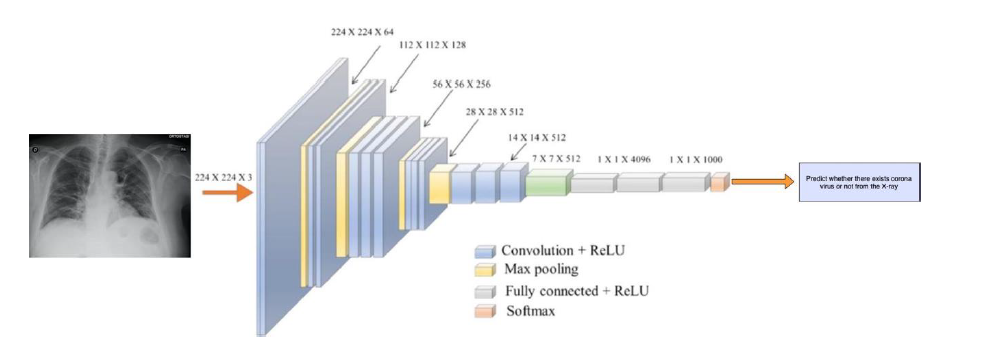 224 X 224 X 64
112 X 112 X 128
56 X 56 X 256
28 X 28 X 512
14 X 14 X 512
7 X 7 X 512
1 X 1 X 4096
1 X 1 X 1000
224 X 224 X 3
Predict whether there exists corona
virus or not from the X-ray
Convolution + ReLU
Max pooling
Fully connected + ReLU
Softmax